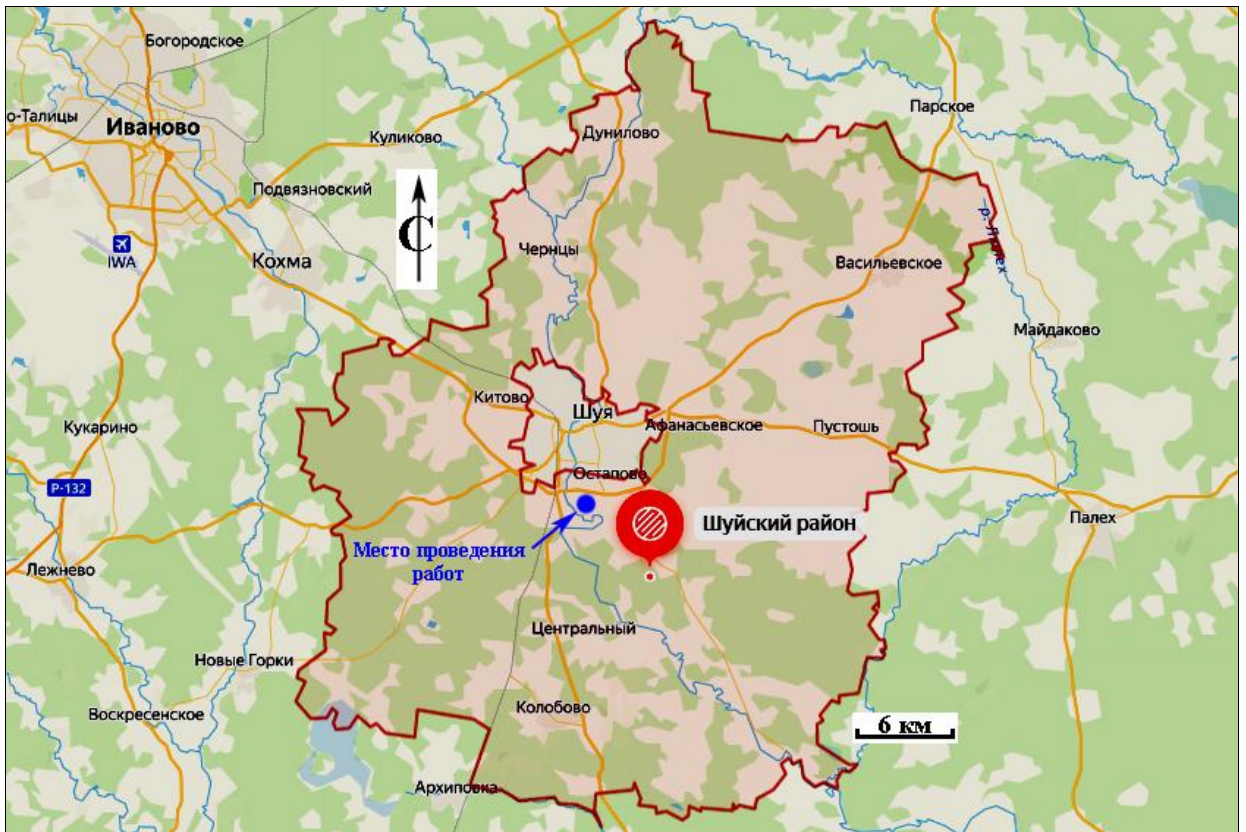 Богородское
о-Талицы
Иваново
Парское
Дунилово
Куликово
Подвязновский
С
р. Люлех
IWA
Кохма
Чернцы
Васильевское
Майдаково
Китово
Шуя
Кукарино
Афанасьевское
Пустошь
Остапово
Р-132
Шуйский район
Палех
Место проведения
работ
Лежнево
Центральный
Новые Горки
Воскресенское
Колобово
6 км
Архиповка